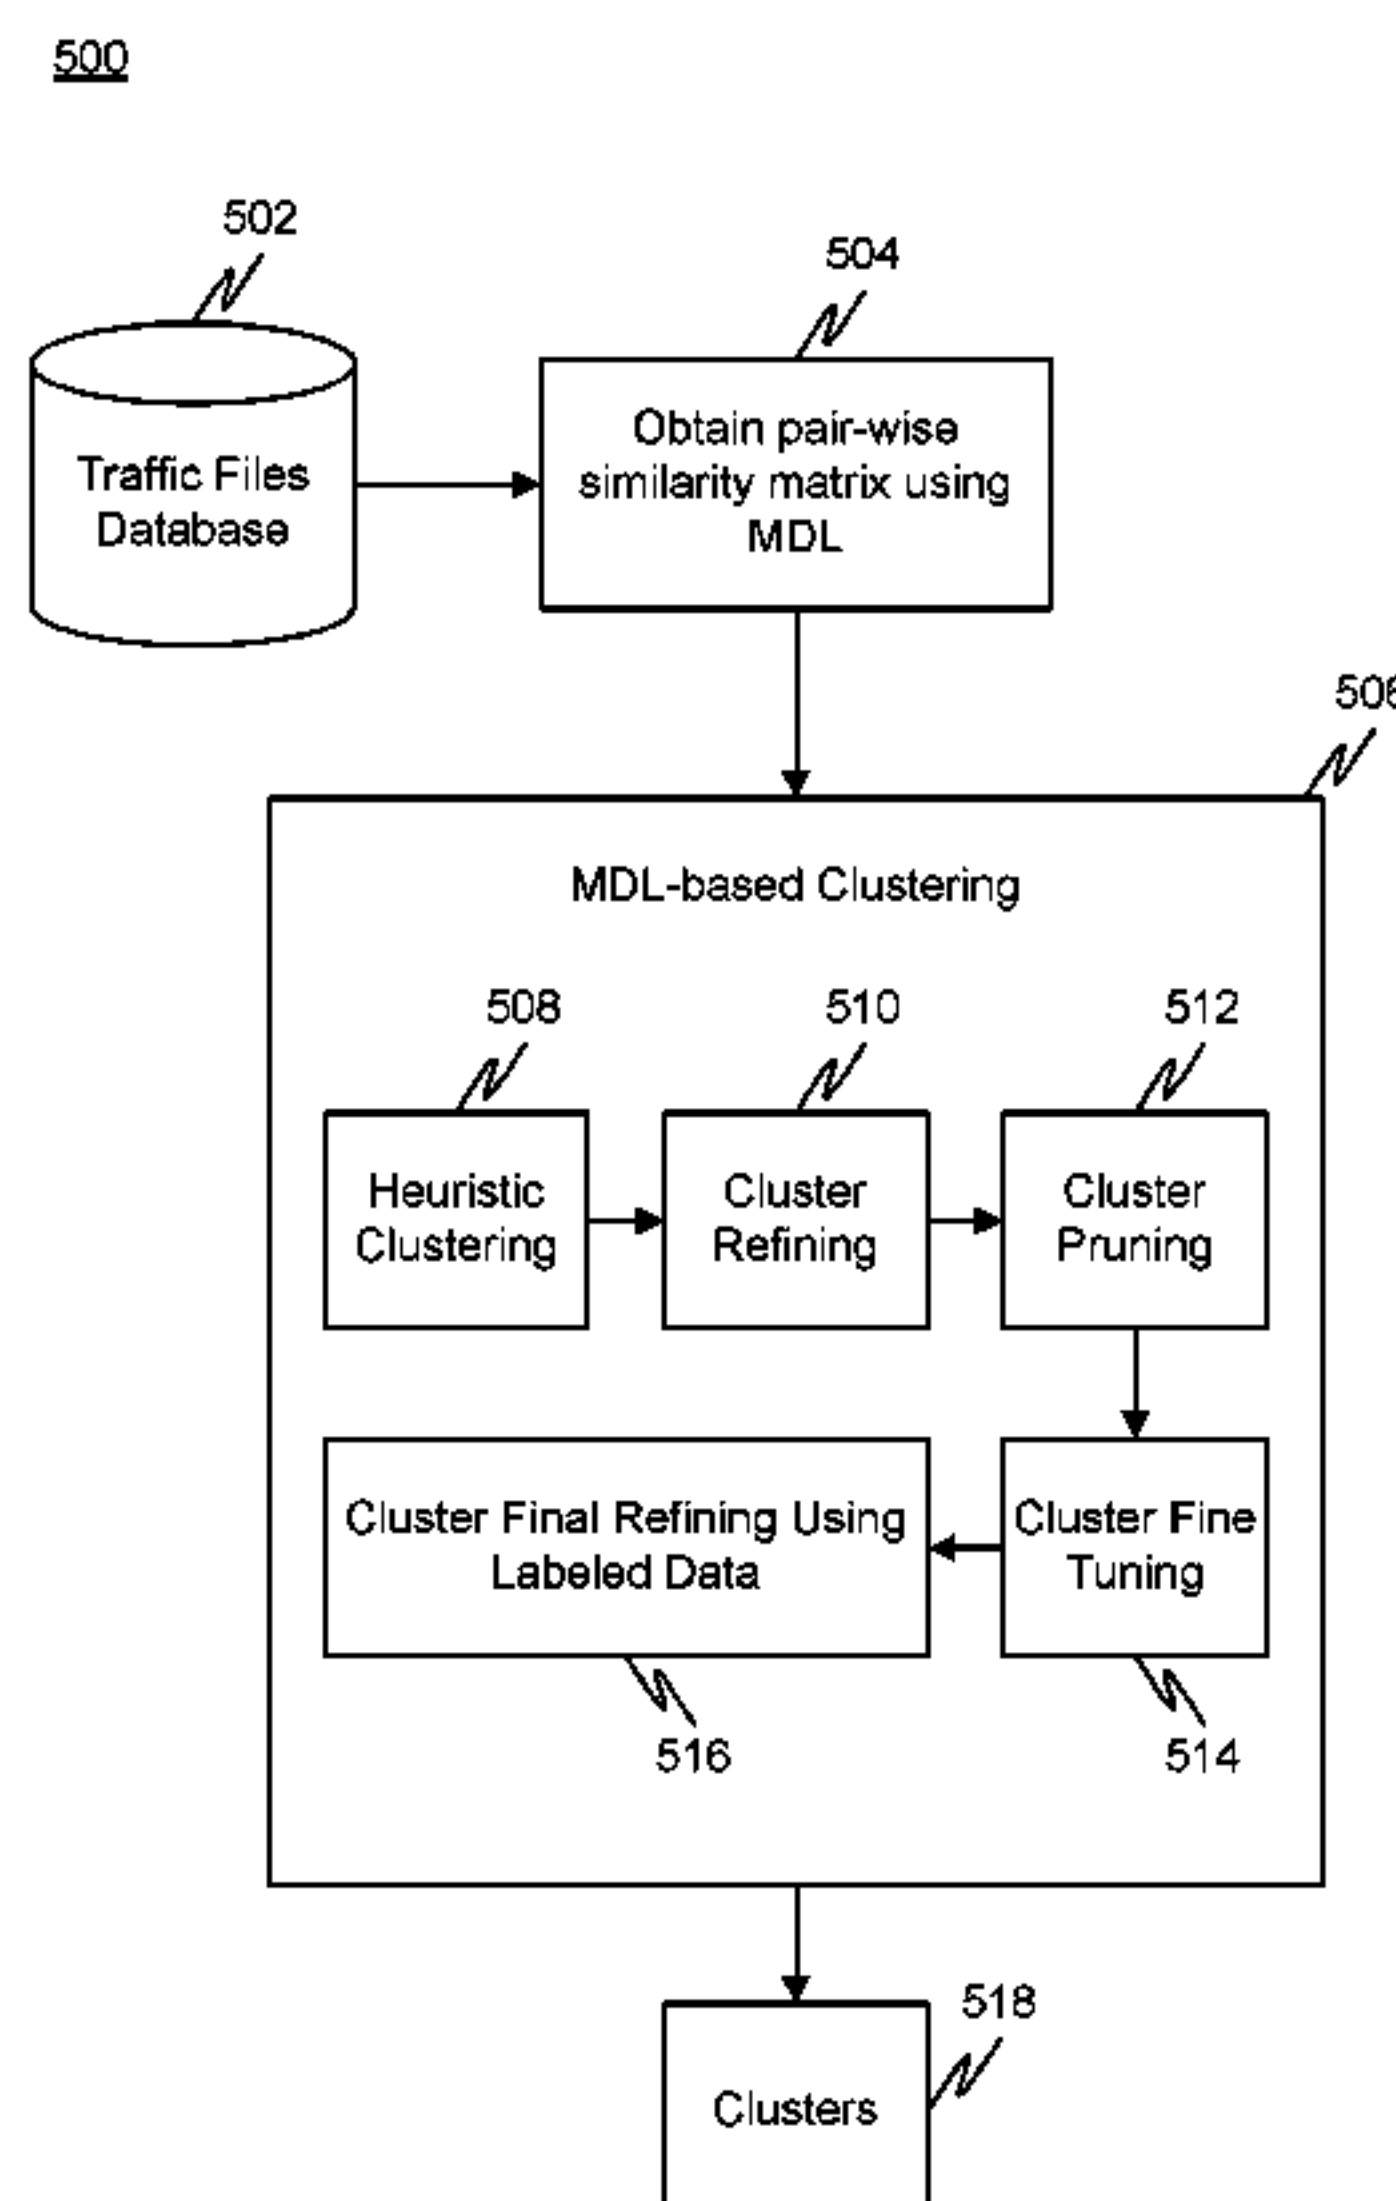 500
502
504
Traffic Files
Database
Obtain pair-wise
similarity matrix using
MDL
506
MDL-based Clustering
508
510
512
Heuristic
Clustering
Cluster
Refining
Cluster
Pruning
Cluster Final Refining Using
Labeled Data
Cluster Fine
Tuning
516
514
518
Clusters